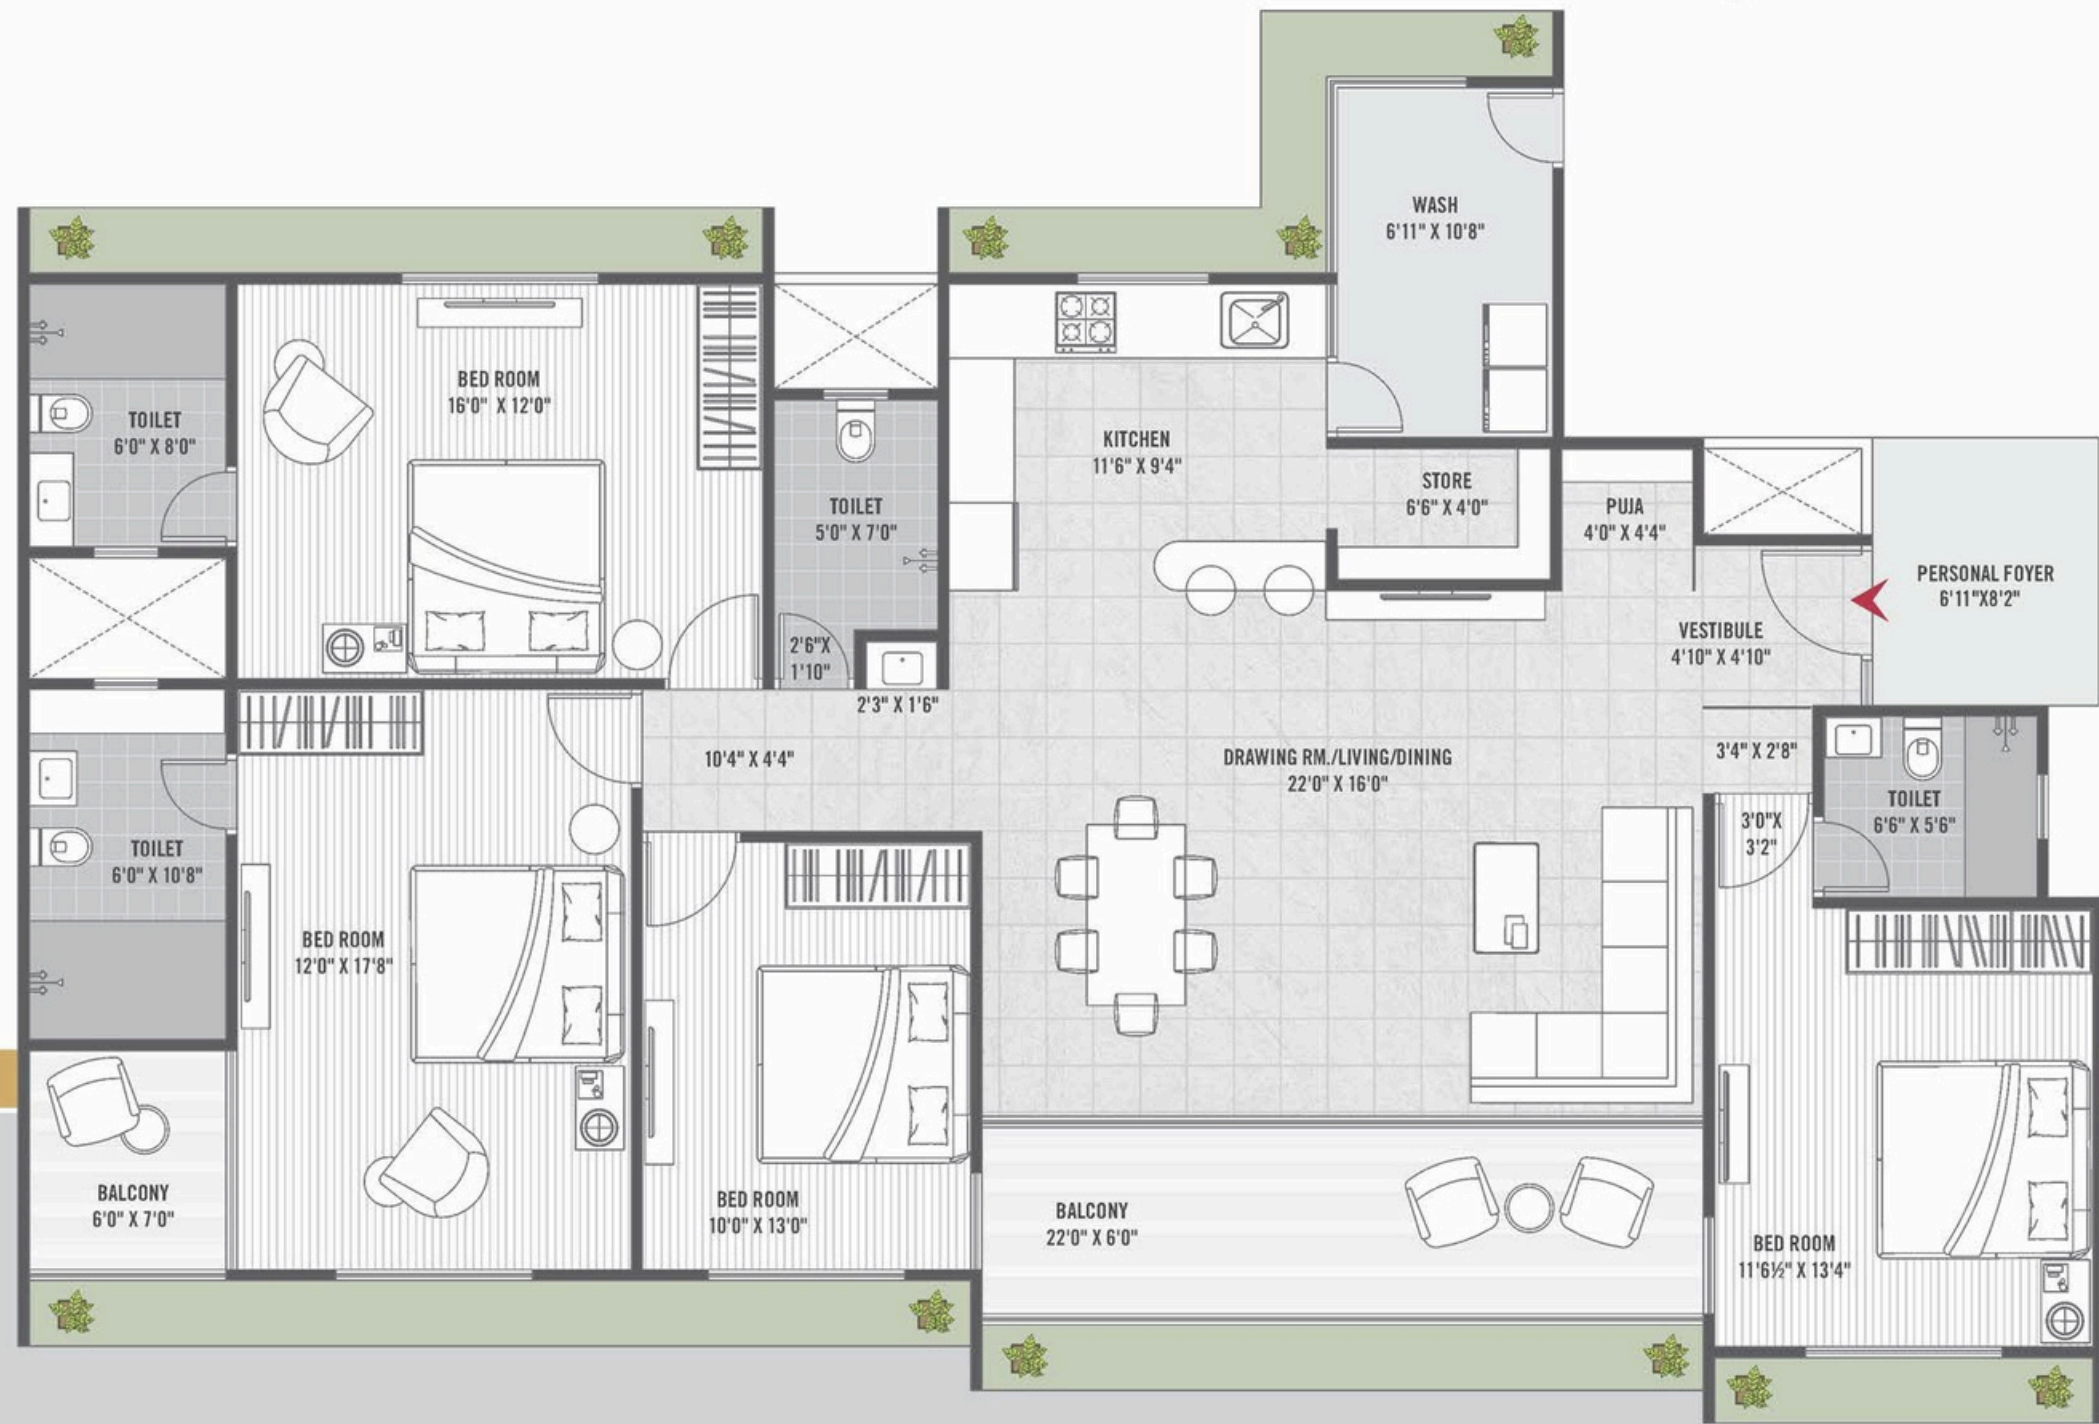 WASH
6'11" X 10'8"
BED ROOM
16'0" X 12'0"
TOILET
6'0" X 8'0"
KITCHEN
11'6" X 9'4"
STORE
6'6" X 4'0"
TOILET
5'0" X 7'0"
PUJA
4'0" X 4'4"
PERSONAL FOYER
6'11"X8'2"
VESTIBULE
4'10" X 4'10"
2'6"X
1'10"
2'3" X 1'6"
10'4" X 4'4"
DRAWING RM./LIVING/DINING
22'0" X 16'0"
3'4" X 2'8"
TOILET
6'6" X 5'6"
3'0"X
3'2"
TOILET
6'0" X 10'8"
BED ROOM
12'0" X 17'8"
BALCONY
6'0" X 7'0"
BED ROOM
10'0" X 13'0"
BALCONY
22'0" X 6'0"
BED ROOM
11'6½" X 13'4"